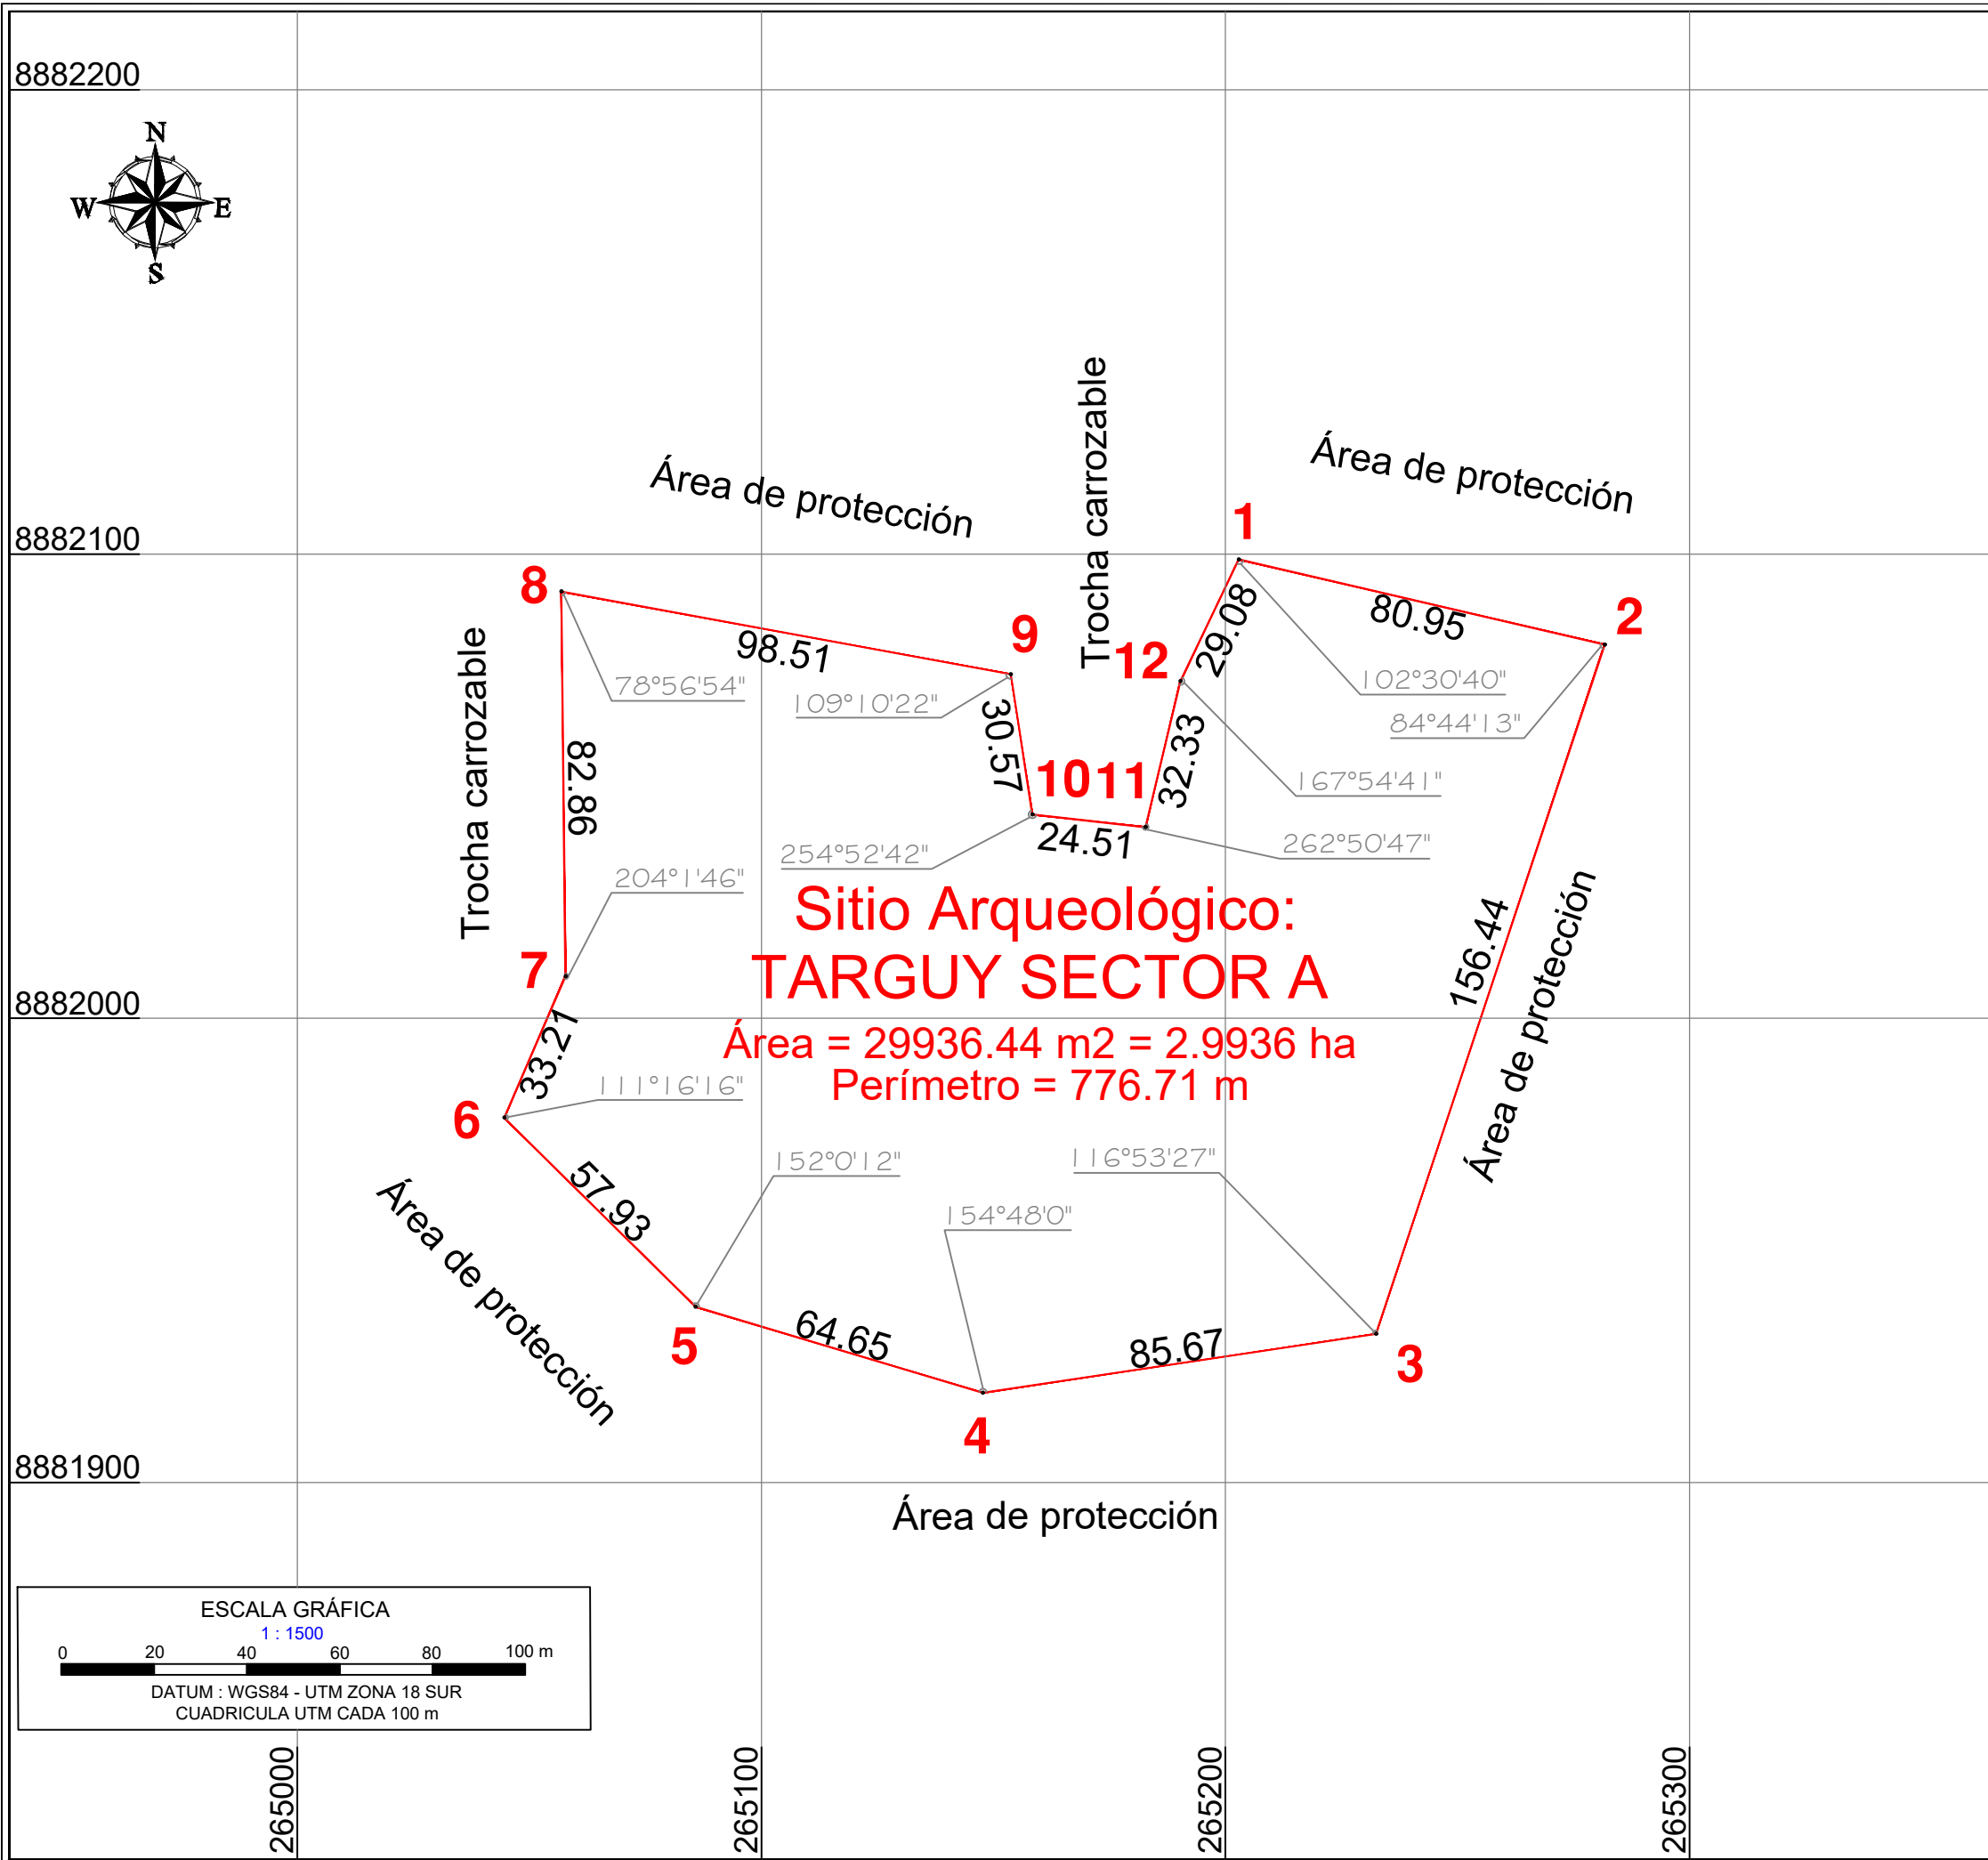 8882200
N
W
E
S
Trocha carrozable
Área de protección
Área de protección
1
8882100
8
2
80.95
29.08
9
98.51
12
Trocha carrozable
102°30'40"
78°56'54"
109°10'22"
84°44'13"
30.57
32.33
82.86
10
11
167°54'41"
24.51
254°52'42"
262°50'47"
204°1'46"
Sitio Arqueológico:
TARGUY SECTOR A
7
156.44
Área de protección
8882000
Área = 29936.44 m2 = 2.9936 ha
Perímetro = 776.71 m
33.21
111°16'16"
6
152°0'12"
116°53'27"
57.93
154°48'0"
Área de protección
5
64.65
85.67
3
4
8881900
Área de protección
ESCALA GRÁFICA
1 : 1500
0 20 40 60 80 100 m
DATUM : WGS84 - UTM ZONA 18 SUR
CUADRICULA UTM CADA 100 m
265000
265100
265200
265300